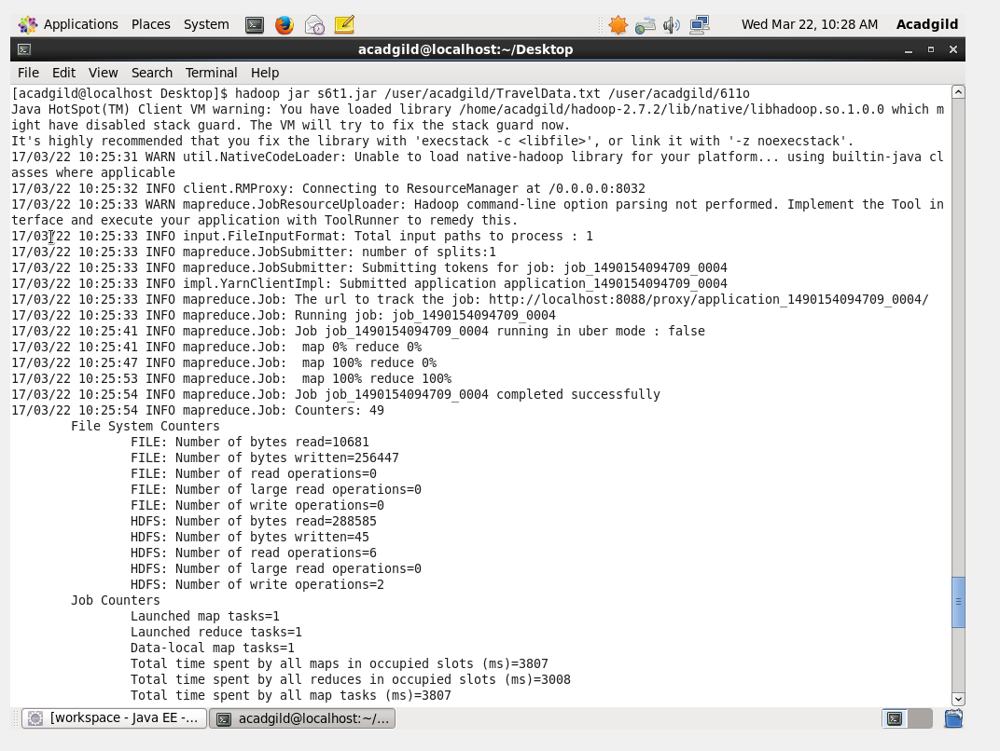 Applications Places System Wed Mar 22, 10:28 AM Acadgild
acadgild@localhost:~/Desktop
File Edit View Search Terminal Help
[acadgild@localhost Desktop]$ hadoop jar s6t1.jar /user/acadgild/TravelData.txt /user/acadgild/611o
Java HotSpot(TM) Client VM warning: You have loaded library /home/acadgild/hadoop-2.7.2/lib/native/libhadoop.so.1.0.0 which m
ight have disabled stack guard. The VM will try to fix the stack guard now.
It's highly recommended that you fix the library with 'execstack -c <libfile>', or link it with '-z noexecstack'.
17/03/22 10:25:31 WARN util.NativeCodeLoader: Unable to load native-hadoop library for your platform... using builtin-java cl
asses where applicable
17/03/22 10:25:32 INFO client.RMProxy: Connecting to ResourceManager at /0.0.0.0:8032
17/03/22 10:25:33 WARN mapreduce.JobResourceUploader: Hadoop command-line option parsing not performed. Implement the Tool in
terface and execute your application with ToolRunner to remedy this.
17/03/22 10:25:33 INFO input.FileInputFormat: Total input paths to process : 1
17/03/22 10:25:33 INFO mapreduce.JobSubmitter: number of splits:1
17/03/22 10:25:33 INFO mapreduce.JobSubmitter: Submitting tokens for job: job_1490154094709_0004
17/03/22 10:25:33 INFO impl.YarnClientImpl: Submitted application application_1490154094709_0004
17/03/22 10:25:33 INFO mapreduce.Job: The url to track the job: http://localhost:8088/proxy/application_1490154094709_0004/
17/03/22 10:25:33 INFO mapreduce.Job: Running job: job_1490154094709_0004
17/03/22 10:25:41 INFO mapreduce.Job: Job job_1490154094709_0004 running in uber mode : false
17/03/22 10:25:41 INFO mapreduce.Job:  map 0% reduce 0%
17/03/22 10:25:47 INFO mapreduce.Job:  map 100% reduce 0%
17/03/22 10:25:53 INFO mapreduce.Job:  map 100% reduce 100%
17/03/22 10:25:54 INFO mapreduce.Job: Job job_1490154094709_0004 completed successfully
17/03/22 10:25:54 INFO mapreduce.Job: Counters: 49
File System Counters
FILE: Number of bytes read=10681
FILE: Number of bytes written=256447
FILE: Number of read operations=0
FILE: Number of large read operations=0
FILE: Number of write operations=0
HDFS: Number of bytes read=288585
HDFS: Number of bytes written=45
HDFS: Number of read operations=6
HDFS: Number of large read operations=0
HDFS: Number of write operations=2
Job Counters
Launched map tasks=1
Launched reduce tasks=1
Data-local map tasks=1
Total time spent by all maps in occupied slots (ms)=3807
Total time spent by all reduces in occupied slots (ms)=3008
Total time spent by all map tasks (ms)=3807
[workspace - Java EE -... acadgild@localhost:~/...